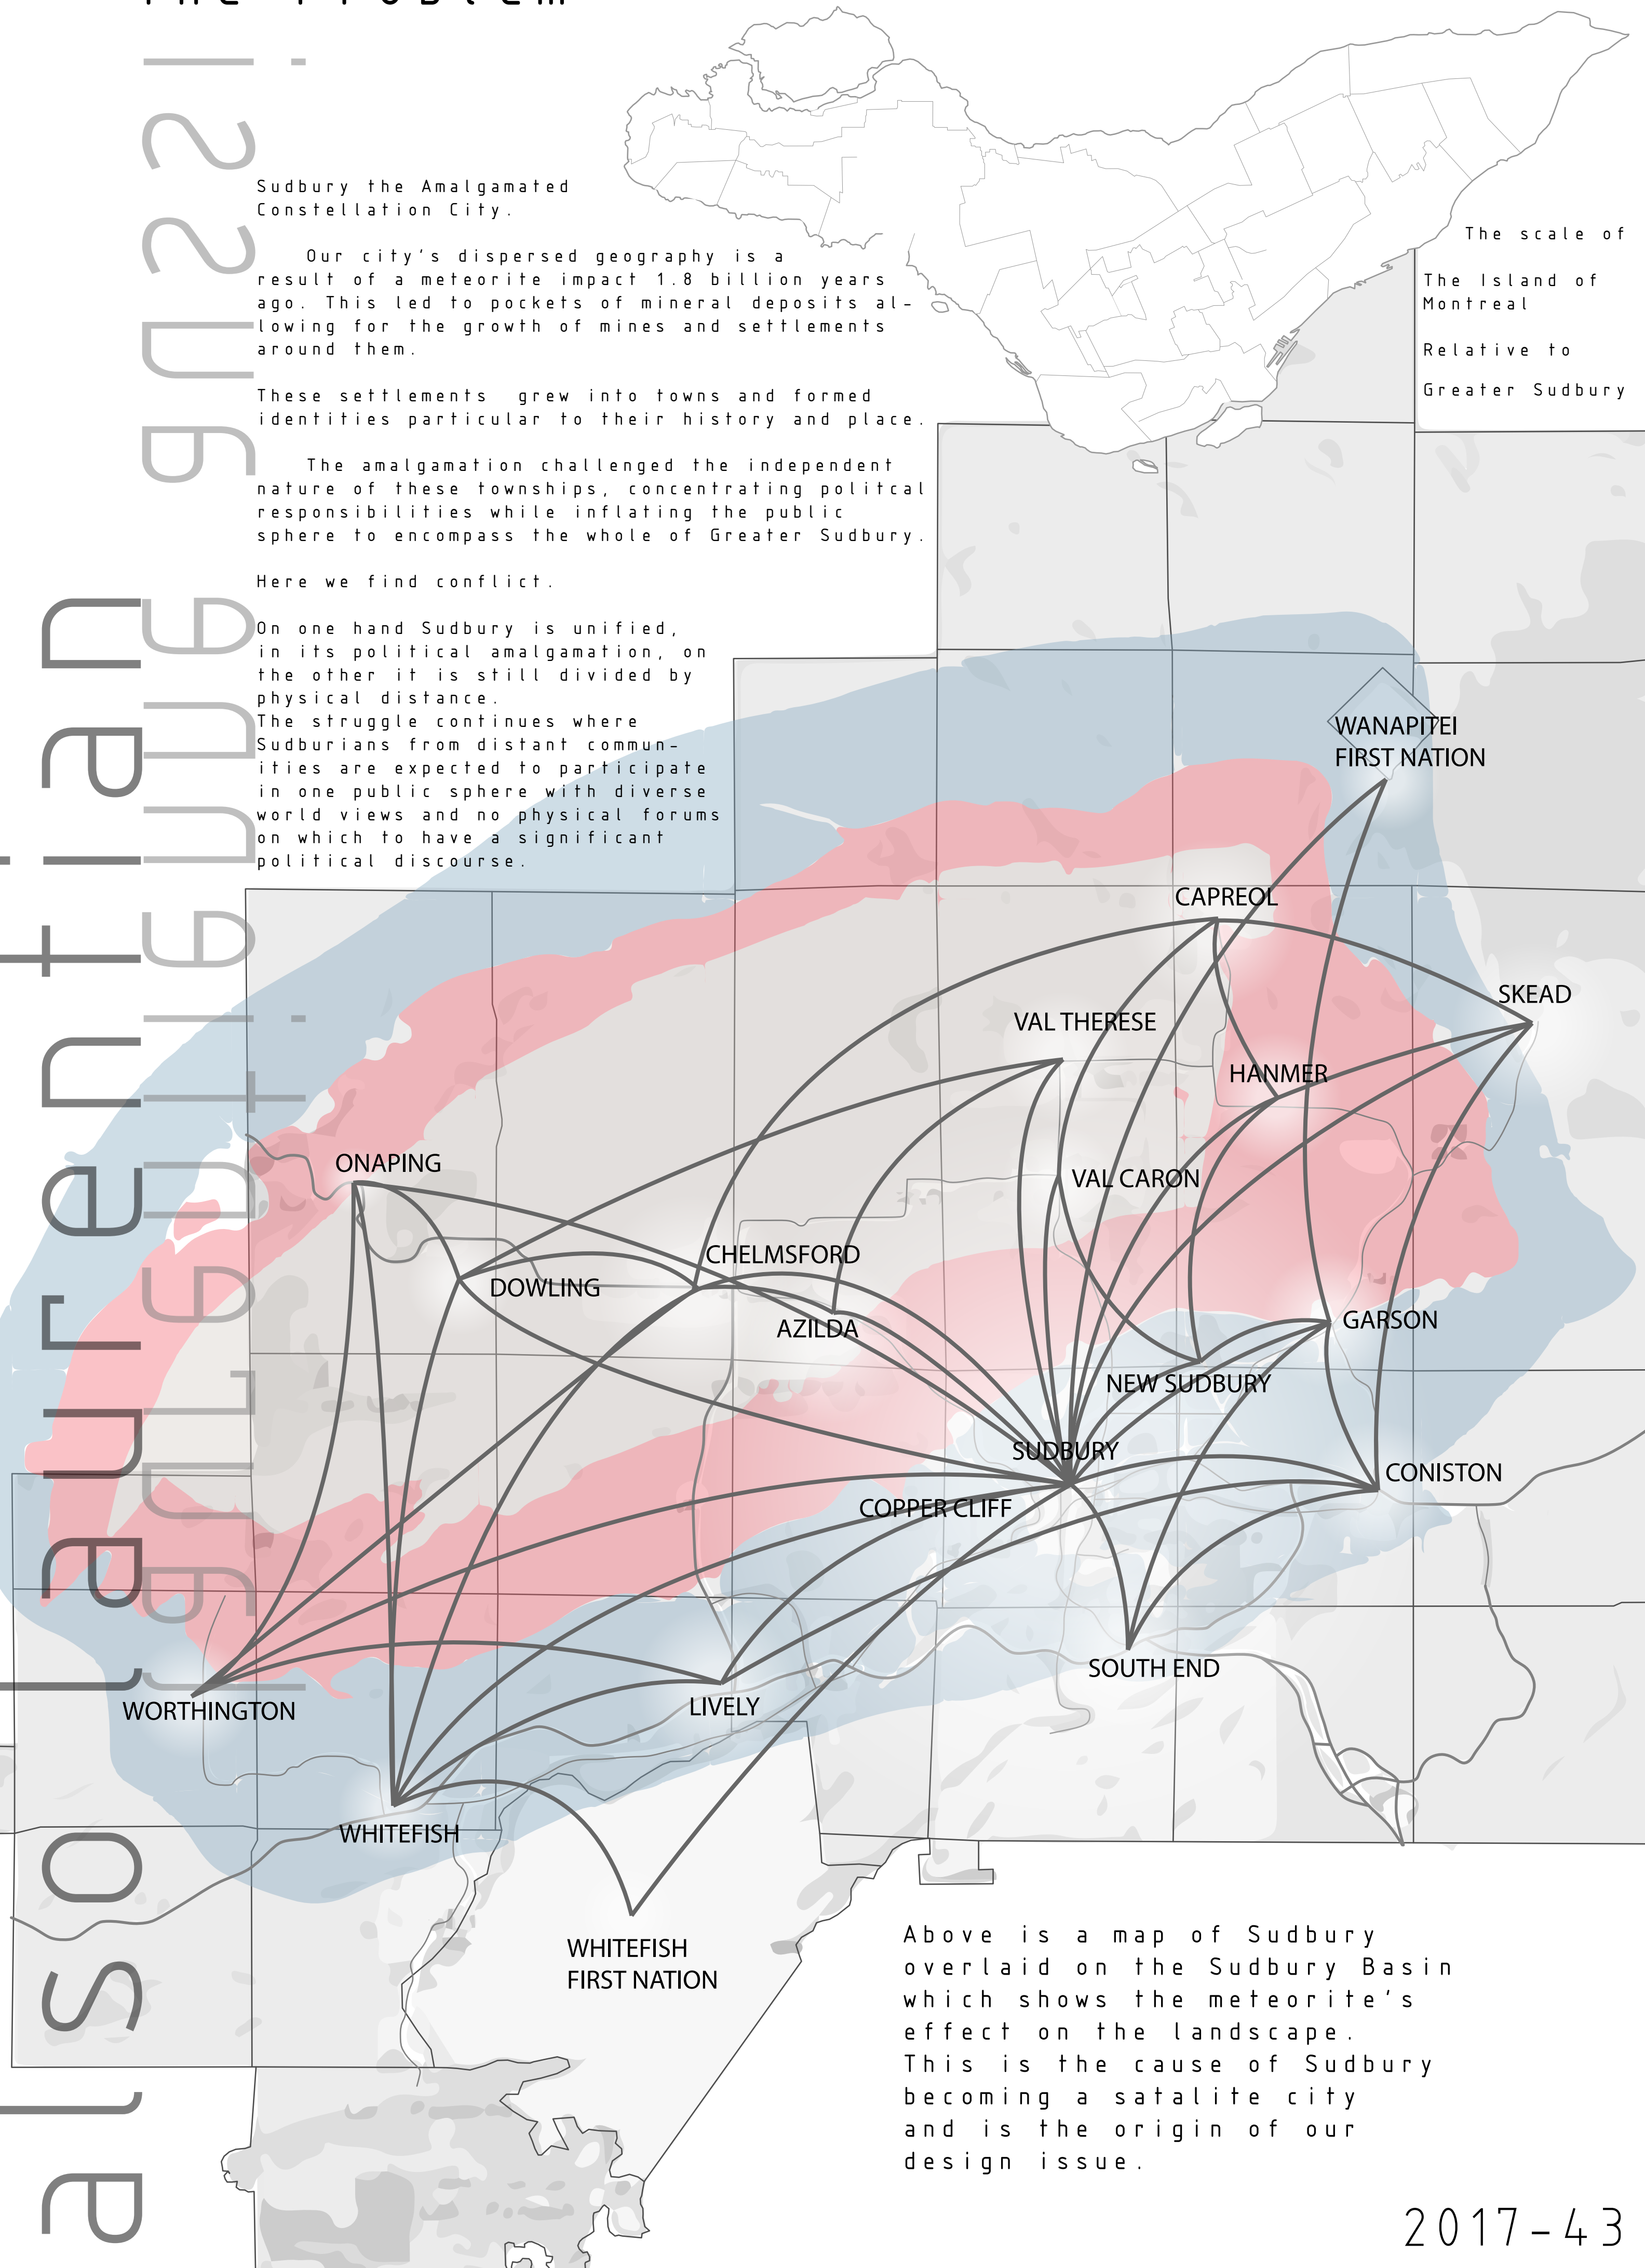 Sudbury the Amalgamated
Constellation City.
Our city's dispersed geography is a
result of a meteorite impact 1.8 billion years
ago. This led to pockets of mineral deposits al-
lowing for the growth of mines and settlements
around them.
These settlements grew into towns and formed
identities particular to their history and place.
The amalgamation challenged the independent
nature of these townships, concentrating politcal
responsibilities while inflating the public
sphere to encompass the whole of Greater Sudbury.
Here we find conflict.
On one hand Sudbury is unified,
in its political amalgamation, on
the other it is still divided by
physical distance.
The struggle continues where
Sudburians from distant commun-
ities are expected to participate
in one public sphere with diverse
world views and no physical forums
on which to have a significant
political discourse.
The scale of
The Island of
Montreal
Relative to
Greater Sudbury
also laurentian
laurentienne aussi
WANAPITEI
FIRST NATION
CAPREOL
SKEAD
VAL THERESE
HANMER
ONAPING
VAL CARON
CHELMSFORD
DOWLING
AZILDA
GARSON
NEW SUDBURY
SUDBURY
CONISTON
COPPER CLIFF
SOUTH END
LIVELY
WORTHINGTON
WHITEFISH
WHITEFISH
FIRST NATION
Above is a map of Sudbury
overlaid on the Sudbury Basin
which shows the meteorite's
effect on the landscape.
This is the cause of Sudbury
becoming a satalite city
and is the origin of our
design issue.
2017-43